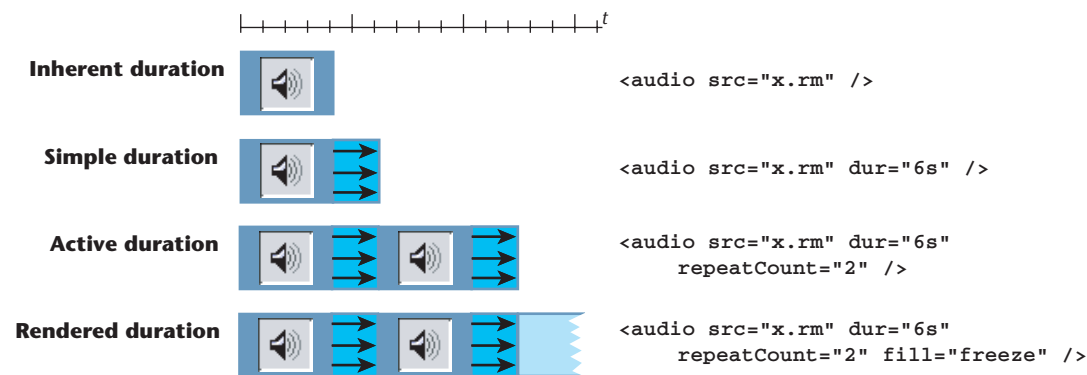 t
Inherent duration
<audio src="x.rm" />
Simple duration
<audio src="x.rm" dur="6s" />
Active duration
<audio src="x.rm" dur="6s"
repeatCount="2" />
Rendered duration
<audio src="x.rm" dur="6s"
repeatCount="2" fill="freeze" />